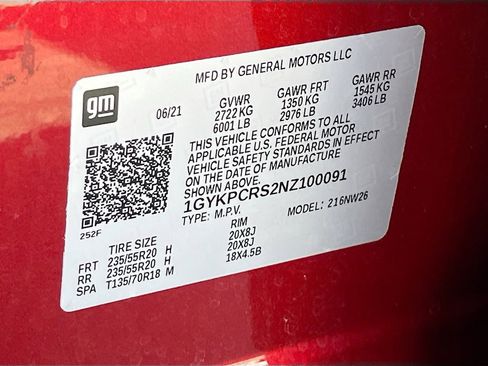 MFD BY GENERAL MOTORS LLC
gm
06/21
GVWR
2722 KG
6001 LB
GAWR FRT
1350 KG
2976 LB
GAWR RR
1545 KG
3406 LB
THIS VEHICLE CONFORMS TO ALL
APPLICABLE U.S. FEDERAL MOTOR
VEHICLE SAFETY STANDARDS IN EFFECT
ON THE DATE OF MANUFACTURE
SHOWN ABOVE.
1GYKPCRS2NZ100091
TYPE: M.P.V. MODEL: 216NW26
252F
TIRE SIZE RIM
FRT 235/55R20 H 20X8J
RR 235/55R20 H 20X8J
SPA T135/70R18 M 18X4.5B